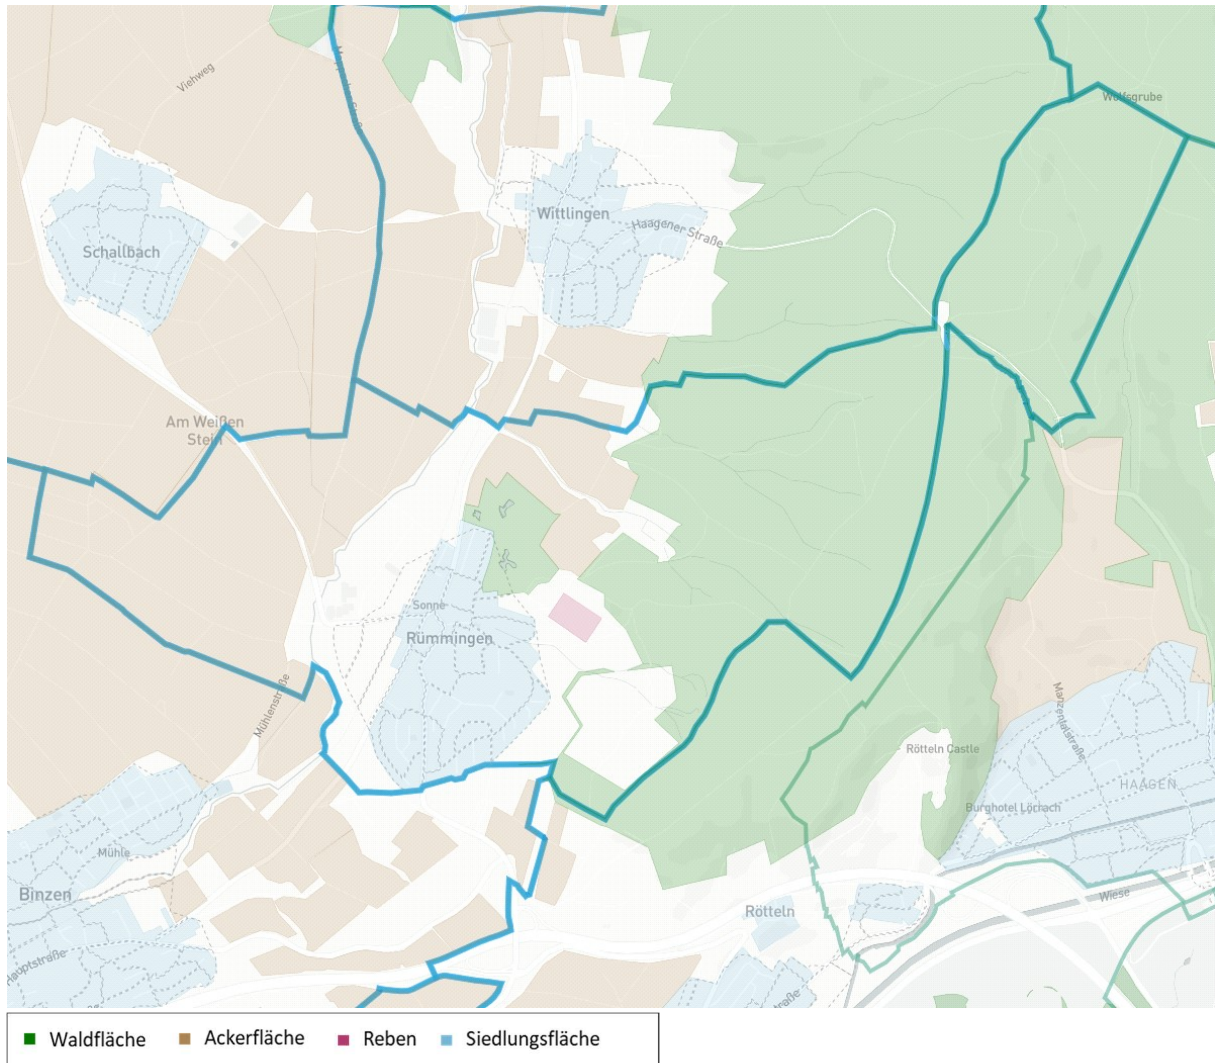 Viehweg
Wolfsgrube
Wittlingen
Haagener Straße
Schallbach
Am Weißen
Stein
Sonne
Rümmingen
Mühlenstraße
Manzentalstraße
Rötteln Castle
HAAGEN
Burghotel Lörrach
Mühle
Binzen
Wiese
Rötteln
Hauptstraße
Waldfläche Ackerfläche Reben Siedlungsfläche